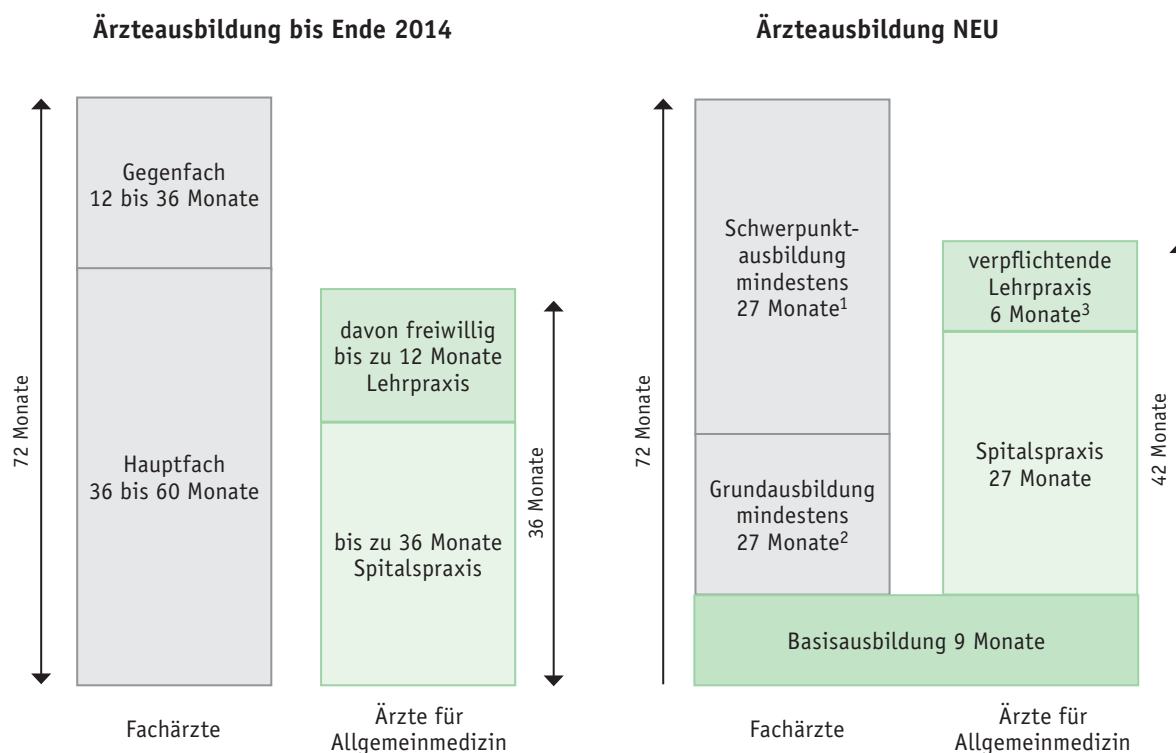 Ärzteausbildung bis Ende 2014
72 Monate
Gegenfach
12 bis 36 Monate
Hauptfach
36 bis 60 Monate
Fachärzte
davon freiwillig
bis zu 12 Monate
Lehrpraxis
bis zu 36 Monate
Spitalspraxis
Ärzte für
Allgemeinmedizin
36 Monate
Ärzteausbildung NEU
72 Monate
Schwerpunkt-
ausbildung
mindestens
27 Monate¹
Grundausbildung
mindestens
27 Monate²
verpflichtende
Lehrpraxis
6 Monate³
Spitalspraxis
27 Monate
42 Monate
Basisausbildung 9 Monate
Fachärzte
Ärzte für
Allgemeinmedizin